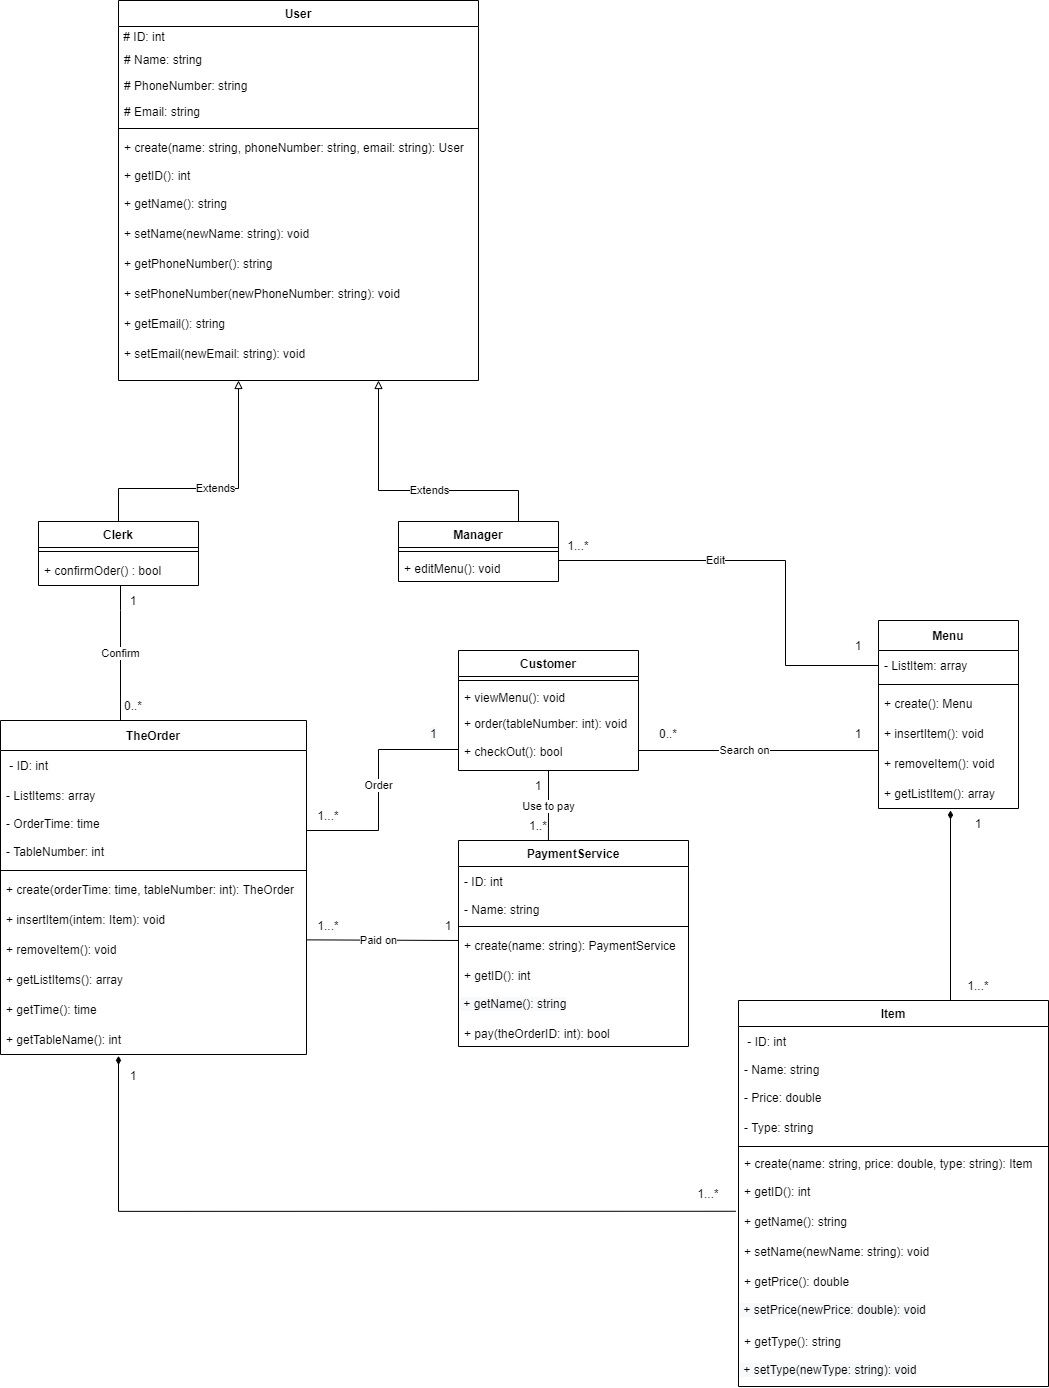 User
# ID: int
# Name: string
# PhoneNumber: string
# Email: string
+ create(name: string, phoneNumber: string, email: string): User
+ getID(): int
+ getName(): string
+ setName(newName: string): void
+ getPhoneNumber(): string
+ setPhoneNumber(newPhoneNumber: string): void
+ getEmail(): string
+ setEmail(newEmail: string): void
Extends
Extends
Clerk
+ confirmOder() : bool
1
Confirm
0..*
Manager
+ editMenu(): void
1...*
Edit
1
Menu
- ListItem: array
+ create(): Menu
+ insertItem(): void
+ removeItem(): void
+ getListItem(): array
1
1...*
Customer
+ viewMenu(): void
+ order(tableNumber: int): void
+ checkOut(): bool
0..*
Search on
1
1
Order
1...*
1
Use to pay
1..*
TheOrder
- ID: int
- ListItems: array
- OrderTime: time
- TableNumber: int
+ create(orderTime: time, tableNumber: int): TheOrder
+ insertItem(intem: Item): void
+ removeItem(): void
+ getListItems(): array
+ getTime(): time
+ getTableName(): int
1...*
Paid on
1
PaymentService
- ID: int
- Name: string
+ create(name: string): PaymentService
+ getID(): int
+ getName(): string
+ pay(theOrderID: int): bool
1
1...*
Item
- ID: int
- Name: string
- Price: double
- Type: string
+ create(name: string, price: double, type: string): Item
+ getID(): int
+ getName(): string
+ setName(newName: string): void
+ getPrice(): double
+ setPrice(newPrice: double): void
+ getType(): string
+ setType(newType: string): void